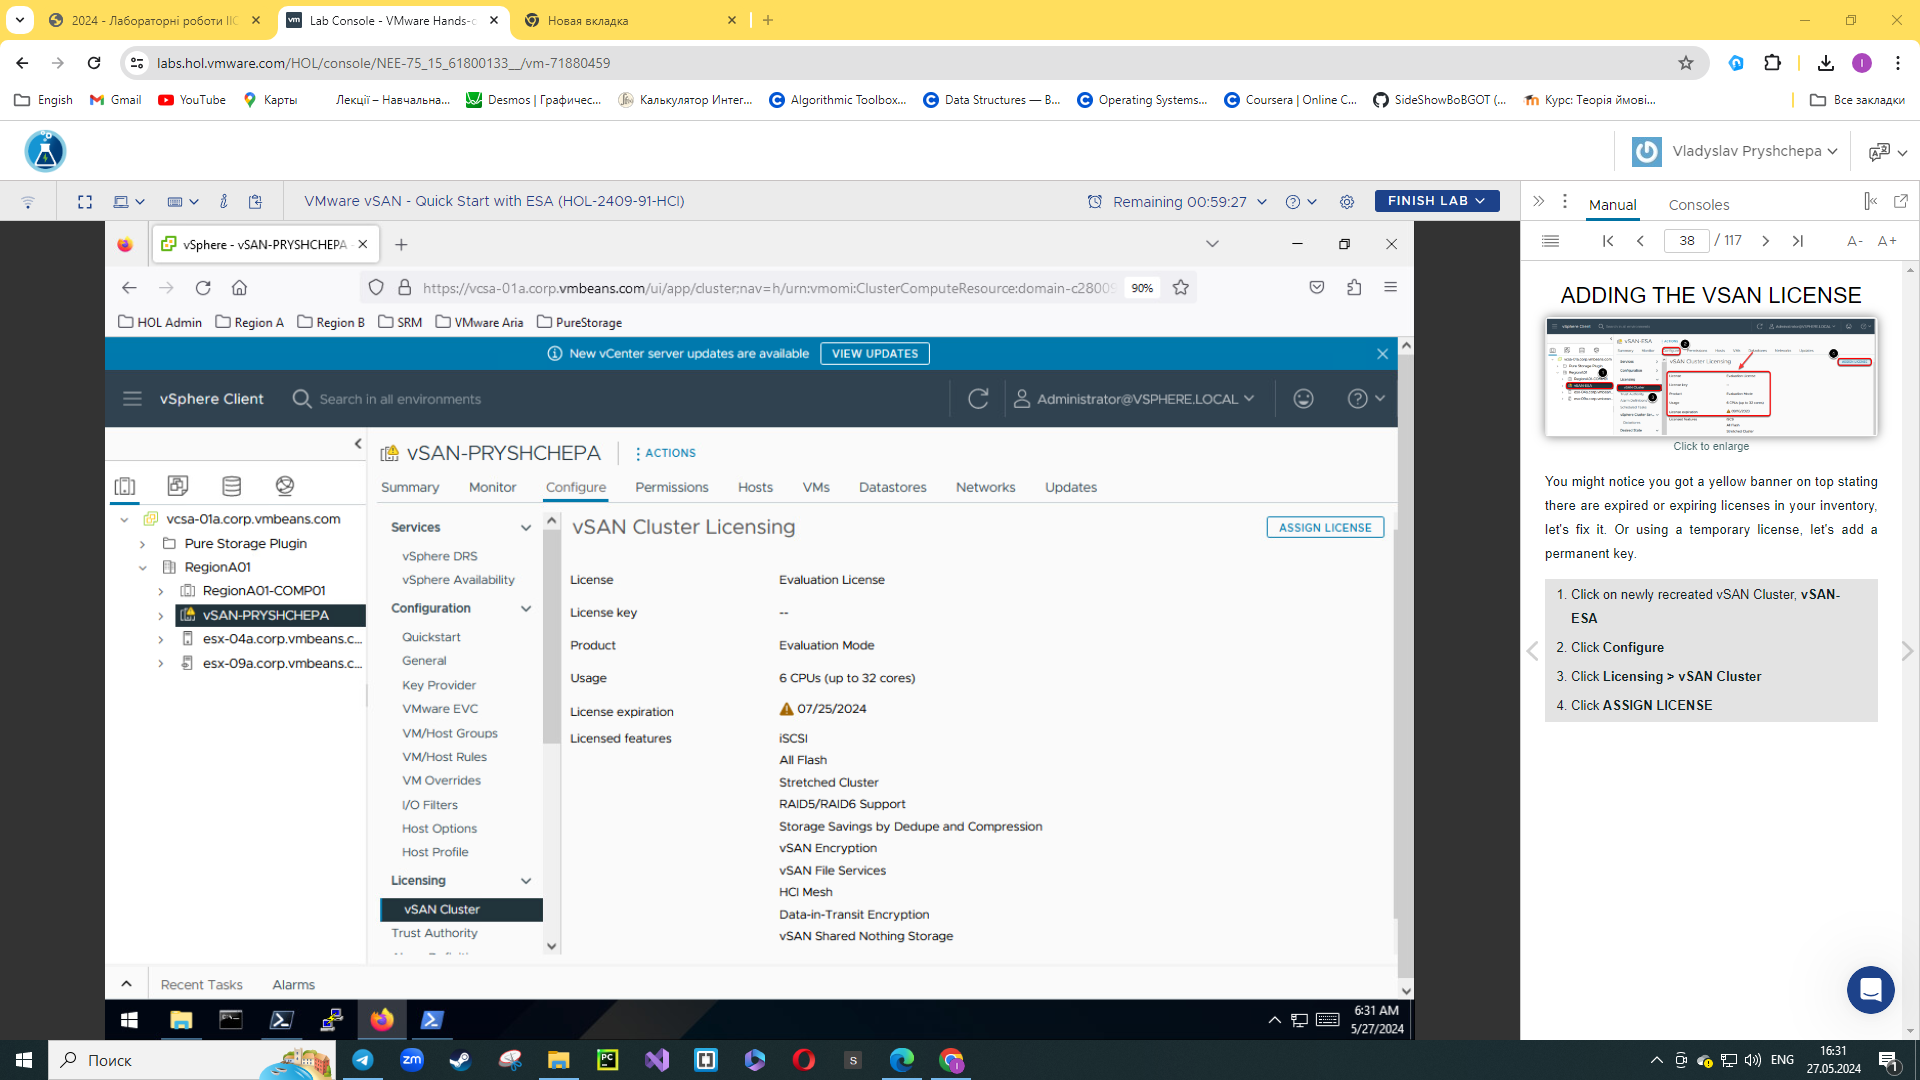 2024 - Лабораторні роботи ІІС
Lab Console - VMware Hands-o
Новая вкладка
labs.hol.vmware.com/HOL/console/NEE-75_15_61800133__/vm-71880459
Engish
Gmail
YouTube
Карты
Лекції – Навчальна...
Desmos | Графичес...
Калькулятор Интег...
Algorithmic Toolbox...
Data Structures — B...
Operating Systems...
Coursera | Online C...
SideShowBoBGOT (...
Курс: Теорія ймові...
Все закладки
Vladyslav Pryshchepa
VMware vSAN - Quick Start with ESA (HOL-2409-91-HCI)
Remaining 00:59:27
FINISH LAB
Manual
Consoles
38 / 117
A-
A+
vSphere - vSAN-PRYSHCHEPA
https://vcsa-01a.corp.vmbeans.com/ui/app/cluster;nav=h/urn:vmomi:ClusterComputeResource:domain-c28009
90%
HOL Admin
Region A
Region B
SRM
VMware Aria
PureStorage
New vCenter server updates are available
VIEW UPDATES
vSphere Client
Search in all environments
Administrator@VSPHERE.LOCAL
vcsa-01a.corp.vmbeans.com
Pure Storage Plugin
RegionA01
RegionA01-COMP01
vSAN-PRYSHCHEPA
esx-04a.corp.vmbeans.c...
esx-09a.corp.vmbeans.c...
vSAN-PRYSHCHEPA
ACTIONS
Summary
Monitor
Configure
Permissions
Hosts
VMs
Datastores
Networks
Updates
Services
vSphere DRS
vSphere Availability
Configuration
Quickstart
General
Key Provider
VMware EVC
VM/Host Groups
VM/Host Rules
VM Overrides
I/O Filters
Host Options
Host Profile
Licensing
vSAN Cluster
Trust Authority
vSAN Cluster Licensing
ASSIGN LICENSE
License Evaluation License
License key --
Product Evaluation Mode
Usage 6 CPUs (up to 32 cores)
License expiration 07/25/2024
Licensed features iSCSI
All Flash
Stretched Cluster
RAID5/RAID6 Support
Storage Savings by Dedupe and Compression
vSAN Encryption
vSAN File Services
HCI Mesh
Data-in-Transit Encryption
vSAN Shared Nothing Storage
Recent Tasks
Alarms
6:31 AM
5/27/2024
ADDING THE VSAN LICENSE
Click to enlarge
You might notice you got a yellow banner on top stating
there are expired or expiring licenses in your inventory,
let's fix it. Or using a temporary license, let's add a
permanent key.
1. Click on newly recreated vSAN Cluster, vSAN-
ESA
2. Click Configure
3. Click Licensing > vSAN Cluster
4. Click ASSIGN LICENSE
Поиск
ENG
16:31
27.05.2024
1